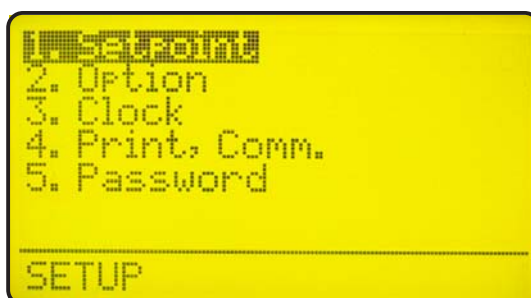 1. Setpoint
2. Option
3. Clock
4. Print, Comm.
5. Password
SETUP